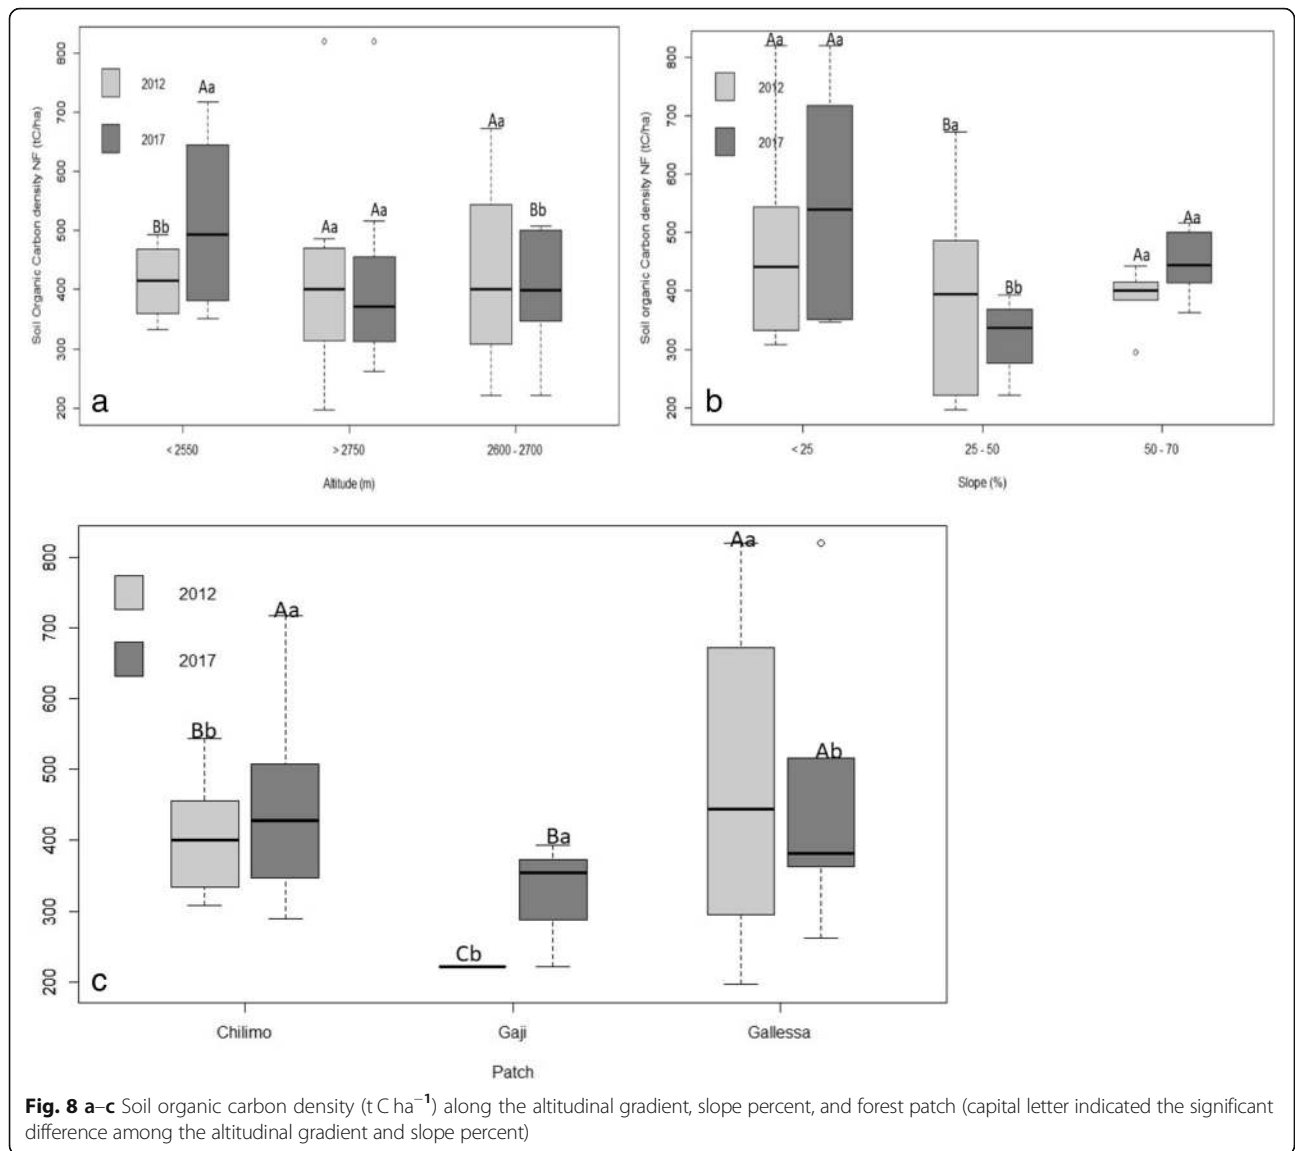 Soil Organic Carbon density NF (tC/ha)
800
700
600
500
400
300
200
2012
2017
Bb
Aa
Aa
Aa
Aa
Bb
a
< 2550
> 2750
2600 - 2700
Altitude (m)
Soil organic Carbon density NF (tC/ha)
800
700
600
500
400
300
200
2012
2017
Aa
Aa
Ba
Bb
Aa
Aa
b
< 25
25 - 50
50 - 70
Slope (%)
800
700
600
500
400
300
200
2012
2017
Bb
Aa
Cb
Ba
Aa
Ab
c
Chilimo
Gaji
Gallessa
Patch
Fig. 8 a–c Soil organic carbon density (t C ha⁻¹) along the altitudinal gradient, slope percent, and forest patch (capital letter indicated the significant
difference among the altitudinal gradient and slope percent)